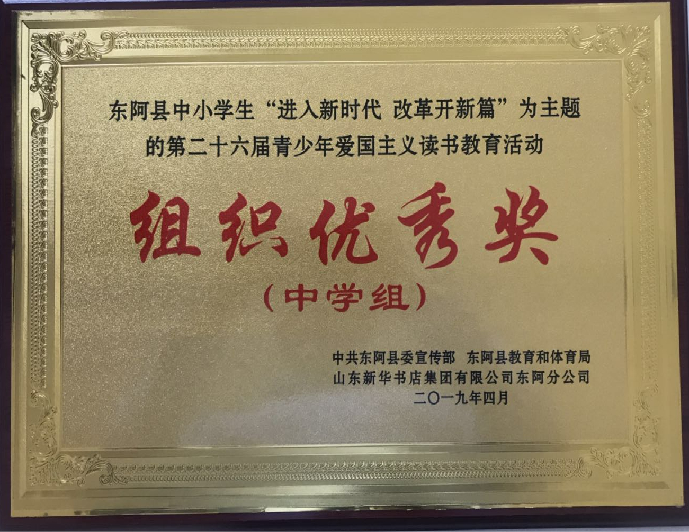 东阿县中小学生“进入新时代 改革开新篇”为主题
的第二十六届青少年爱国主义读书教育活动
组织优秀奖
（中学组）
中共东阿县委宣传部 东阿县教育和体育局
山东新华书店集团有限公司东阿分公司
二〇一九年四月